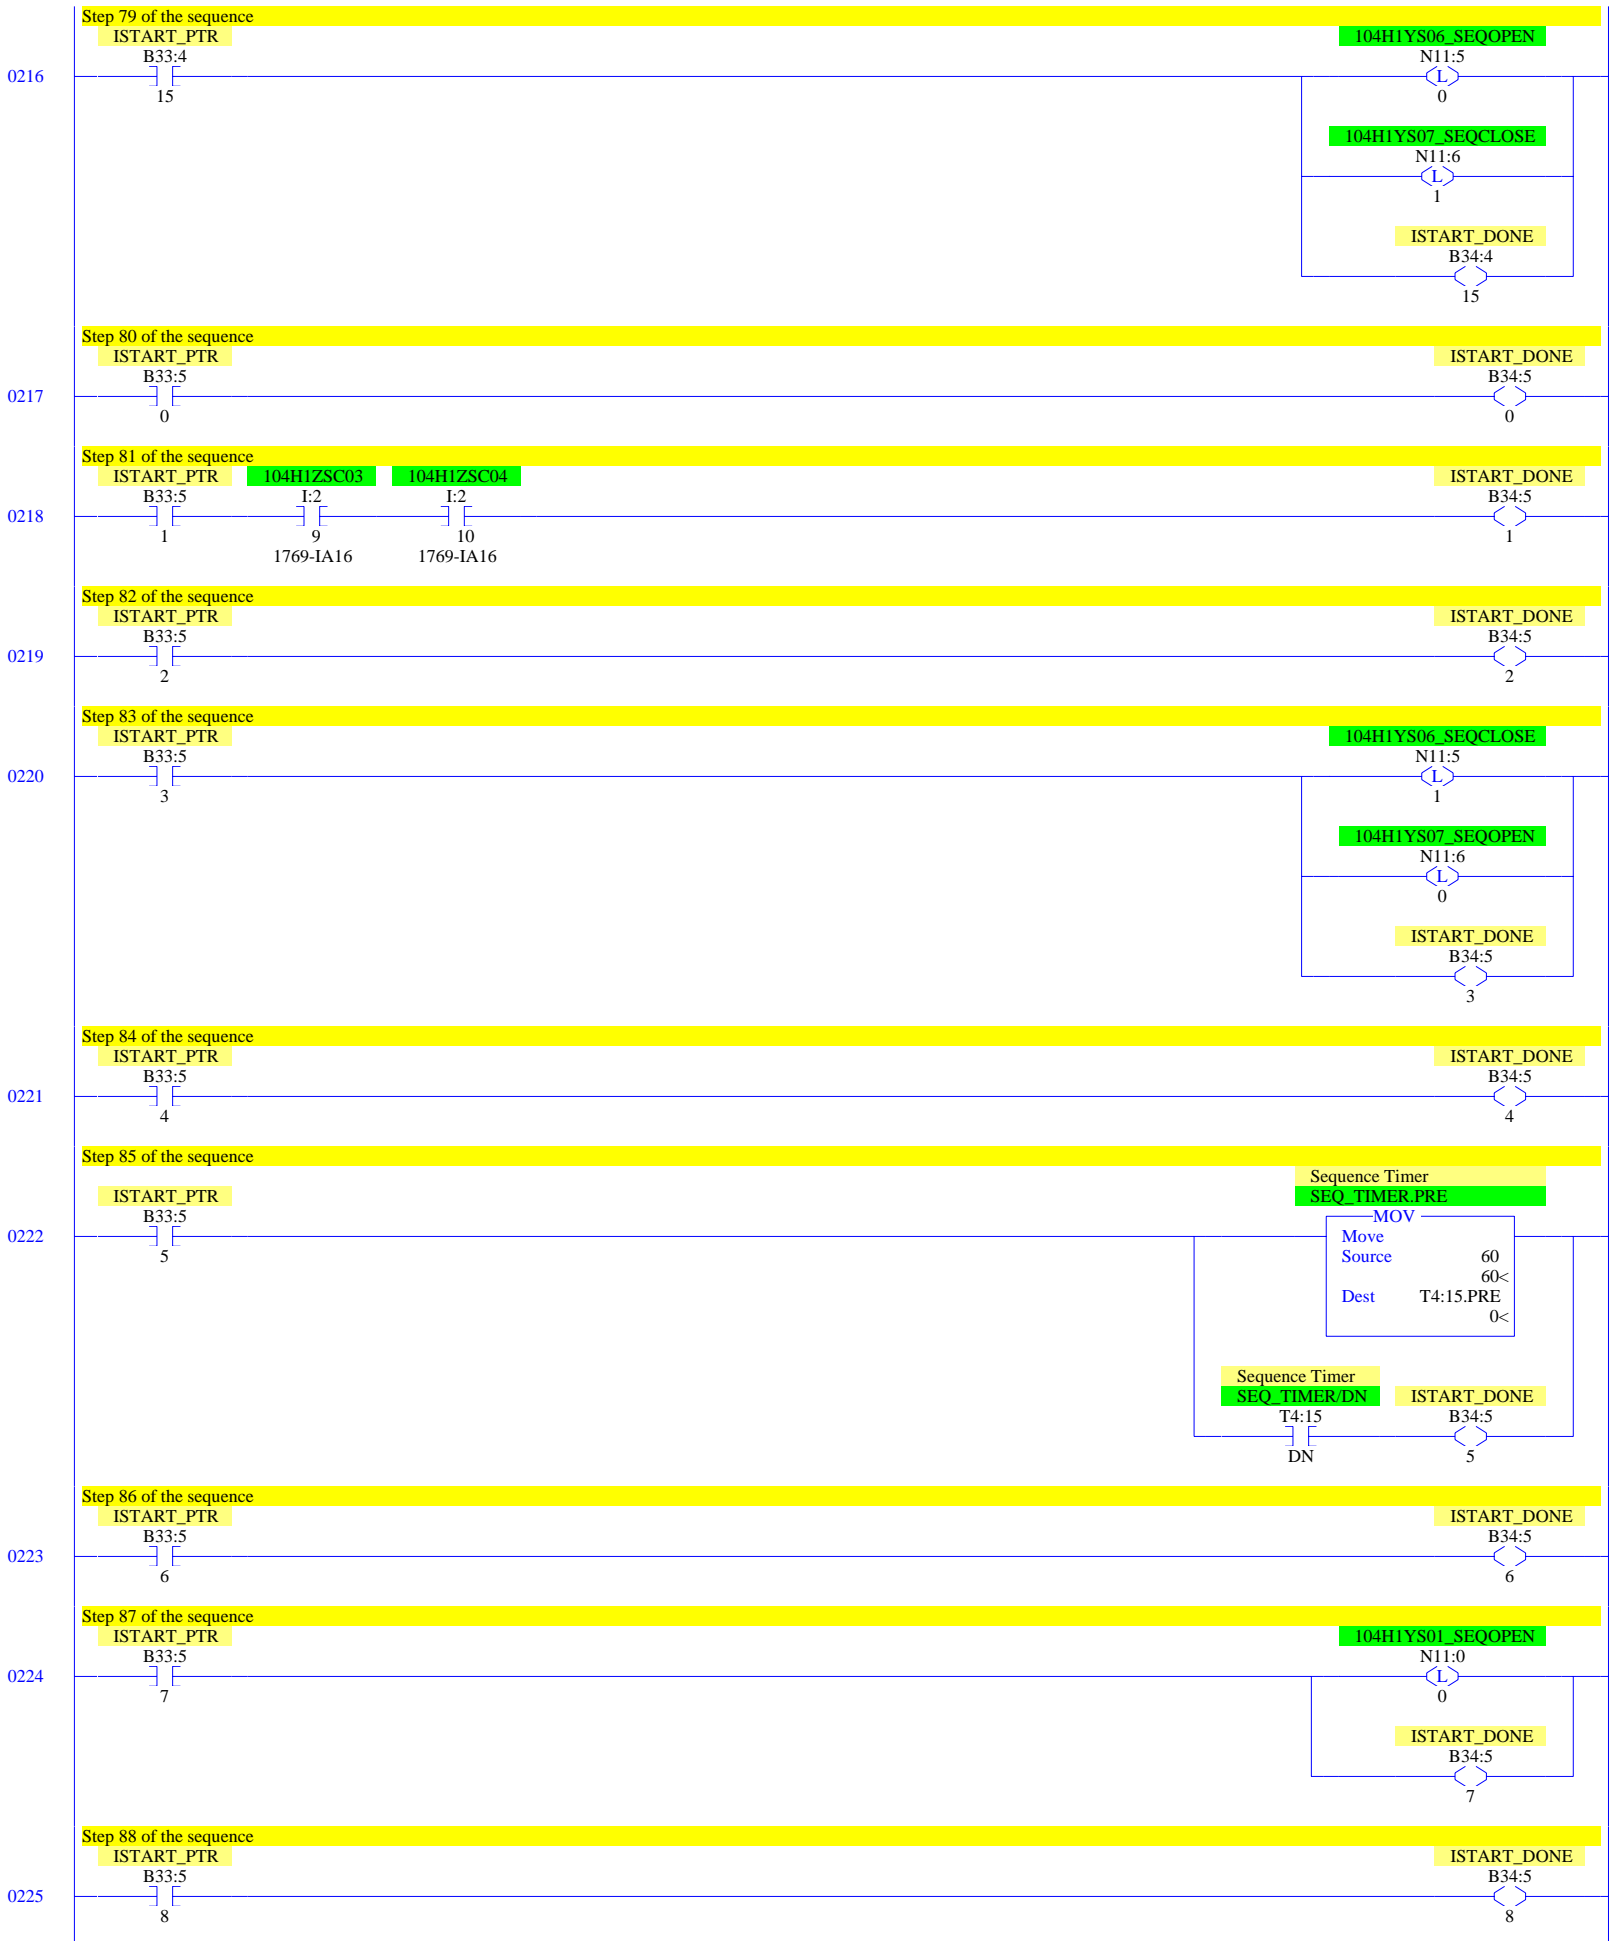 Step 79 of the sequence
ISTART_PTR 104H1YS06_SEQOPEN
B33:4 N11:5
0216 L
15 0
104H1YS07_SEQCLOSE
N11:6
L
1
ISTART_DONE
B34:4
15
Step 80 of the sequence
ISTART_PTR ISTART_DONE
B33:5 B34:5
0217
0 0
Step 81 of the sequence
ISTART_PTR 104H1ZSC03 104H1ZSC04 ISTART_DONE
B33:5 I:2 I:2 B34:5
0218
1 9 10 1
1769-IA16 1769-IA16
Step 82 of the sequence
ISTART_PTR ISTART_DONE
B33:5 B34:5
0219
2 2
Step 83 of the sequence
ISTART_PTR 104H1YS06_SEQCLOSE
B33:5 N11:5
0220 L
3 1
104H1YS07_SEQOPEN
N11:6
L
0
ISTART_DONE
B34:5
3
Step 84 of the sequence
ISTART_PTR ISTART_DONE
B33:5 B34:5
0221
4 4
Step 85 of the sequence
Sequence Timer
ISTART_PTR SEQ_TIMER.PRE
B33:5 MOV
0222 Move
5 Source 60
60<
Dest T4:15.PRE
0<
Sequence Timer
SEQ_TIMER/DN ISTART_DONE
T4:15 B34:5
DN 5
Step 86 of the sequence
ISTART_PTR ISTART_DONE
B33:5 B34:5
0223
6 6
Step 87 of the sequence
ISTART_PTR 104H1YS01_SEQOPEN
B33:5 N11:0
0224 L
7 0
ISTART_DONE
B34:5
7
Step 88 of the sequence
ISTART_PTR ISTART_DONE
B33:5 B34:5
0225
8 8